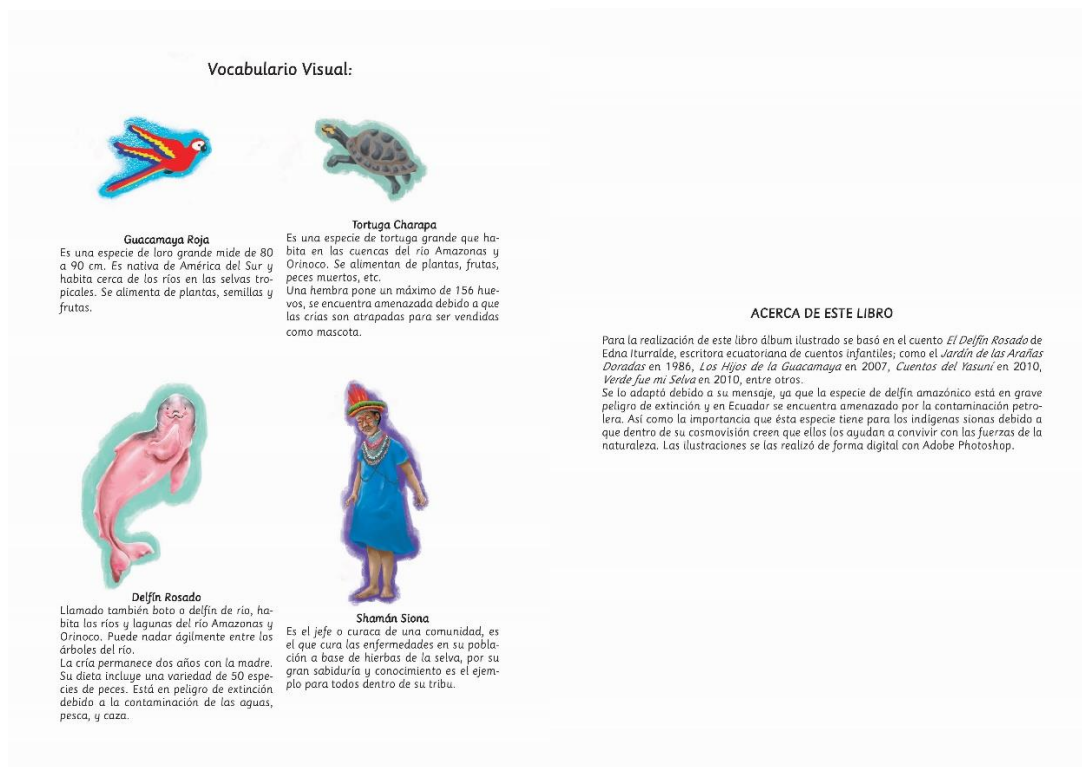 Vocabulario Visual:
Guacamaya Roja
Es una especie de loro grande mide de 80
a 90 cm. Es nativa de América del Sur y
habita cerca de los ríos en las selvas tro-
picales. Se alimenta de plantas, semillas y
frutas.
Tortuga Charapa
Es una especie de tortuga grande que ha-
bita en las cuencas del río Amazonas y
Orinoco. Se alimentan de plantas, frutas,
peces muertos, etc.
Una hembra pone un máximo de 156 hue-
vos, se encuentra amenazada debido a que
las crías son atrapadas para ser vendidas
como mascota.
Delfín Rosado
Llamado también boto o delfín de río, ha-
bita los ríos y lagunas del río Amazonas y
Orinoco. Puede nadar ágilmente entre los
árboles del río.
La cría permanece dos años con la madre.
Su dieta incluye una variedad de 50 espe-
cies de peces. Está en peligro de extinción
debido a la contaminación de las aguas,
pesca, y caza.
Shamán Siona
Es el jefe o curaca de una comunidad, es
el que cura las enfermedades en su pobla-
ción a base de hierbas de la selva, por su
gran sabiduría y conocimiento es el ejem-
plo para todos dentro de su tribu.
ACERCA DE ESTE LIBRO
Para la realización de este libro álbum ilustrado se basó en el cuento El Delfín Rosado de
Edna Iturralde, escritora ecuatoriana de cuentos infantiles; como el Jardín de las Arañas
Doradas en 1986, Los Hijos de la Guacamaya en 2007, Cuentos del Yasuní en 2010,
Verde fue mi Selva en 2010, entre otros.
Se lo adaptó debido a su mensaje, ya que la especie de delfín amazónico está en grave
peligro de extinción y en Ecuador se encuentra amenazado por la contaminación petro-
lera. Así como la importancia que ésta especie tiene para los indígenas sionas debido a
que dentro de su cosmovisión creen que ellos los ayudan a convivir con las fuerzas de la
naturaleza. Las ilustraciones se las realizó de forma digital con Adobe Photoshop.